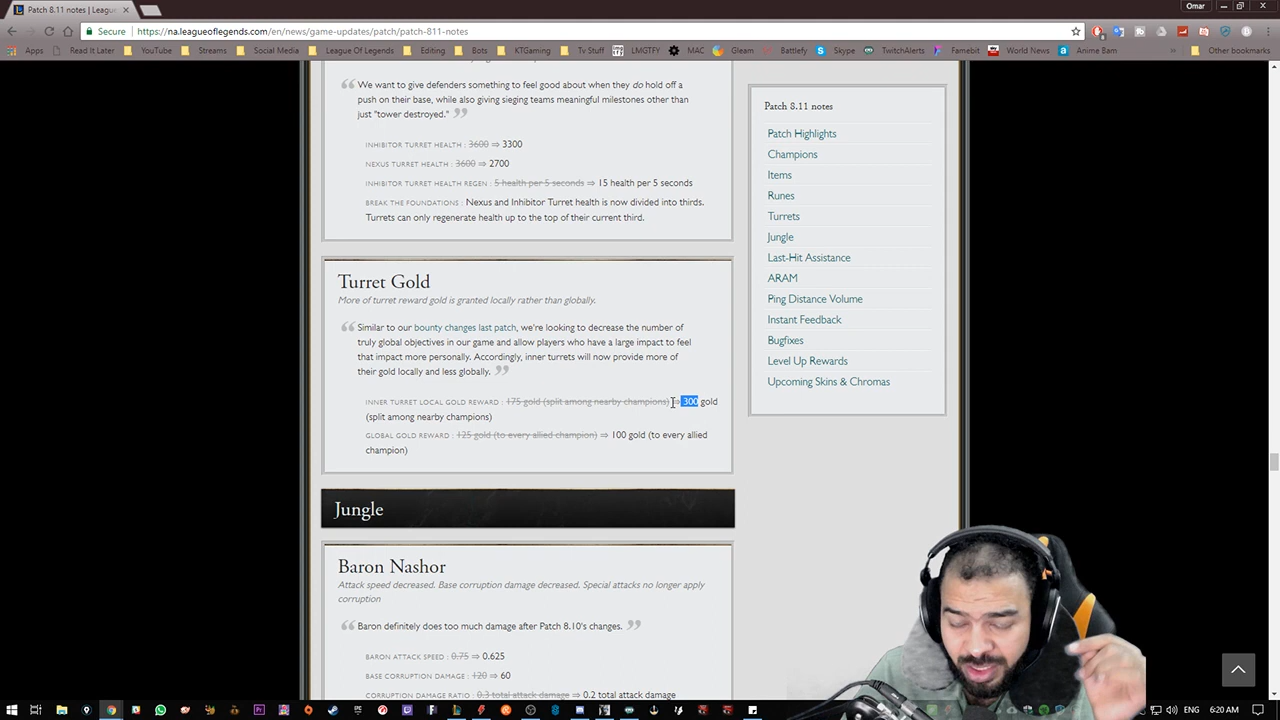 Patch 8.11 notes | Leagu
Omar
Secure
https://na.leagueoflegends.com/en/news/game-updates/patch/patch-811-notes
Apps
Read It Later
YouTube
Streams
Social Media
League Of Legends
Editing
Bots
KTGaming
Tv Stuff
LMGTFY
MAC
Gleam
Battlefy
Skype
TwitchAlerts
Famebit
World News
Anime Bam
»
Other bookmarks
“ We want to give defenders something to feel good about when they do hold off a
push on their base, while also giving sieging teams meaningful milestones other than
just "tower destroyed." ”
INHIBITOR TURRET HEALTH : 3600 ⇒ 3300
NEXUS TURRET HEALTH : 3600 ⇒ 2700
INHIBITOR TURRET HEALTH REGEN : 5 health per 5 seconds ⇒ 15 health per 5 seconds
BREAK THE FOUNDATIONS : Nexus and Inhibitor Turret health is now divided into thirds.
Turrets can only regenerate health up to the top of their current third.
Turret Gold
More of turret reward gold is granted locally rather than globally.
“ Similar to our bounty changes last patch, we're looking to decrease the number of
truly global objectives in our game and allow players who have a large impact to feel
that impact more personally. Accordingly, inner turrets will now provide more of
their gold locally and less globally. ”
INNER TURRET LOCAL GOLD REWARD : 175 gold (split among nearby champions) ⇒ 300 gold
(split among nearby champions)
GLOBAL GOLD REWARD : 125 gold (to every allied champion) ⇒ 100 gold (to every allied
champion)
Jungle
Baron Nashor
Attack speed decreased. Base corruption damage decreased. Special attacks no longer apply
corruption
“ Baron definitely does too much damage after Patch 8.10's changes. ”
BARON ATTACK SPEED : 0.75 ⇒ 0.625
BASE CORRUPTION DAMAGE : 120 ⇒ 60
CORRUPTION DAMAGE RATIO : 0.3 total attack damage ⇒ 0.2 total attack damage
Patch 8.11 notes
Patch Highlights
Champions
Items
Runes
Turrets
Jungle
Last-Hit Assistance
ARAM
Ping Distance Volume
Instant Feedback
Bugfixes
Level Up Rewards
Upcoming Skins & Chromas
ENG
6:20 AM